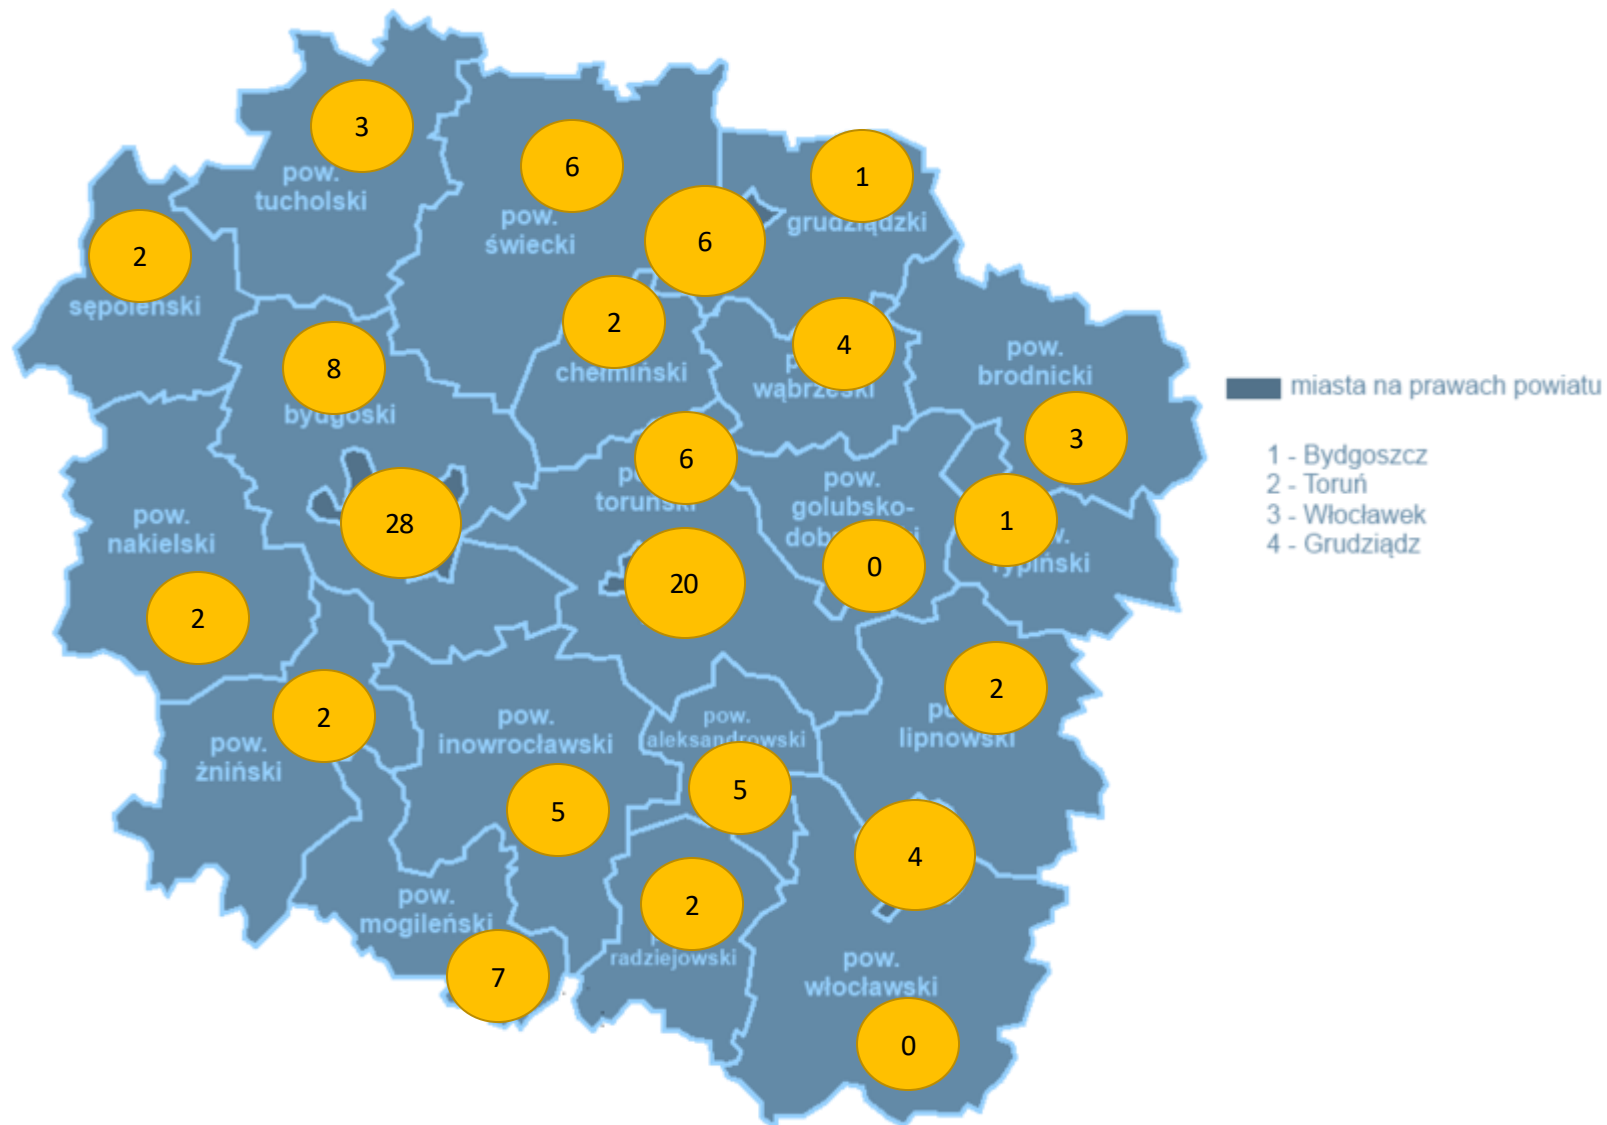 3
pow.
tucholski
6
pow.
świecki
1
grudziądzki
6
2
sępoleński
2
chełmiński
4
wąbrzeski
pow.
brodnicki
3
8
bydgoski
miasta na prawach powiatu
1 - Bydgoszcz
2 - Toruń
3 - Włocławek
4 - Grudziądz
6
toruński
pow.
golubsko-
0
1
rypiński
28
20
pow.
nakielski
2
2
pow.
żniński
pow.
inowrocławski
5
pow.
aleksandrowski
5
2
lipnowski
4
pow.
mogileński
7
2
radziejowski
pow.
włocławski
0